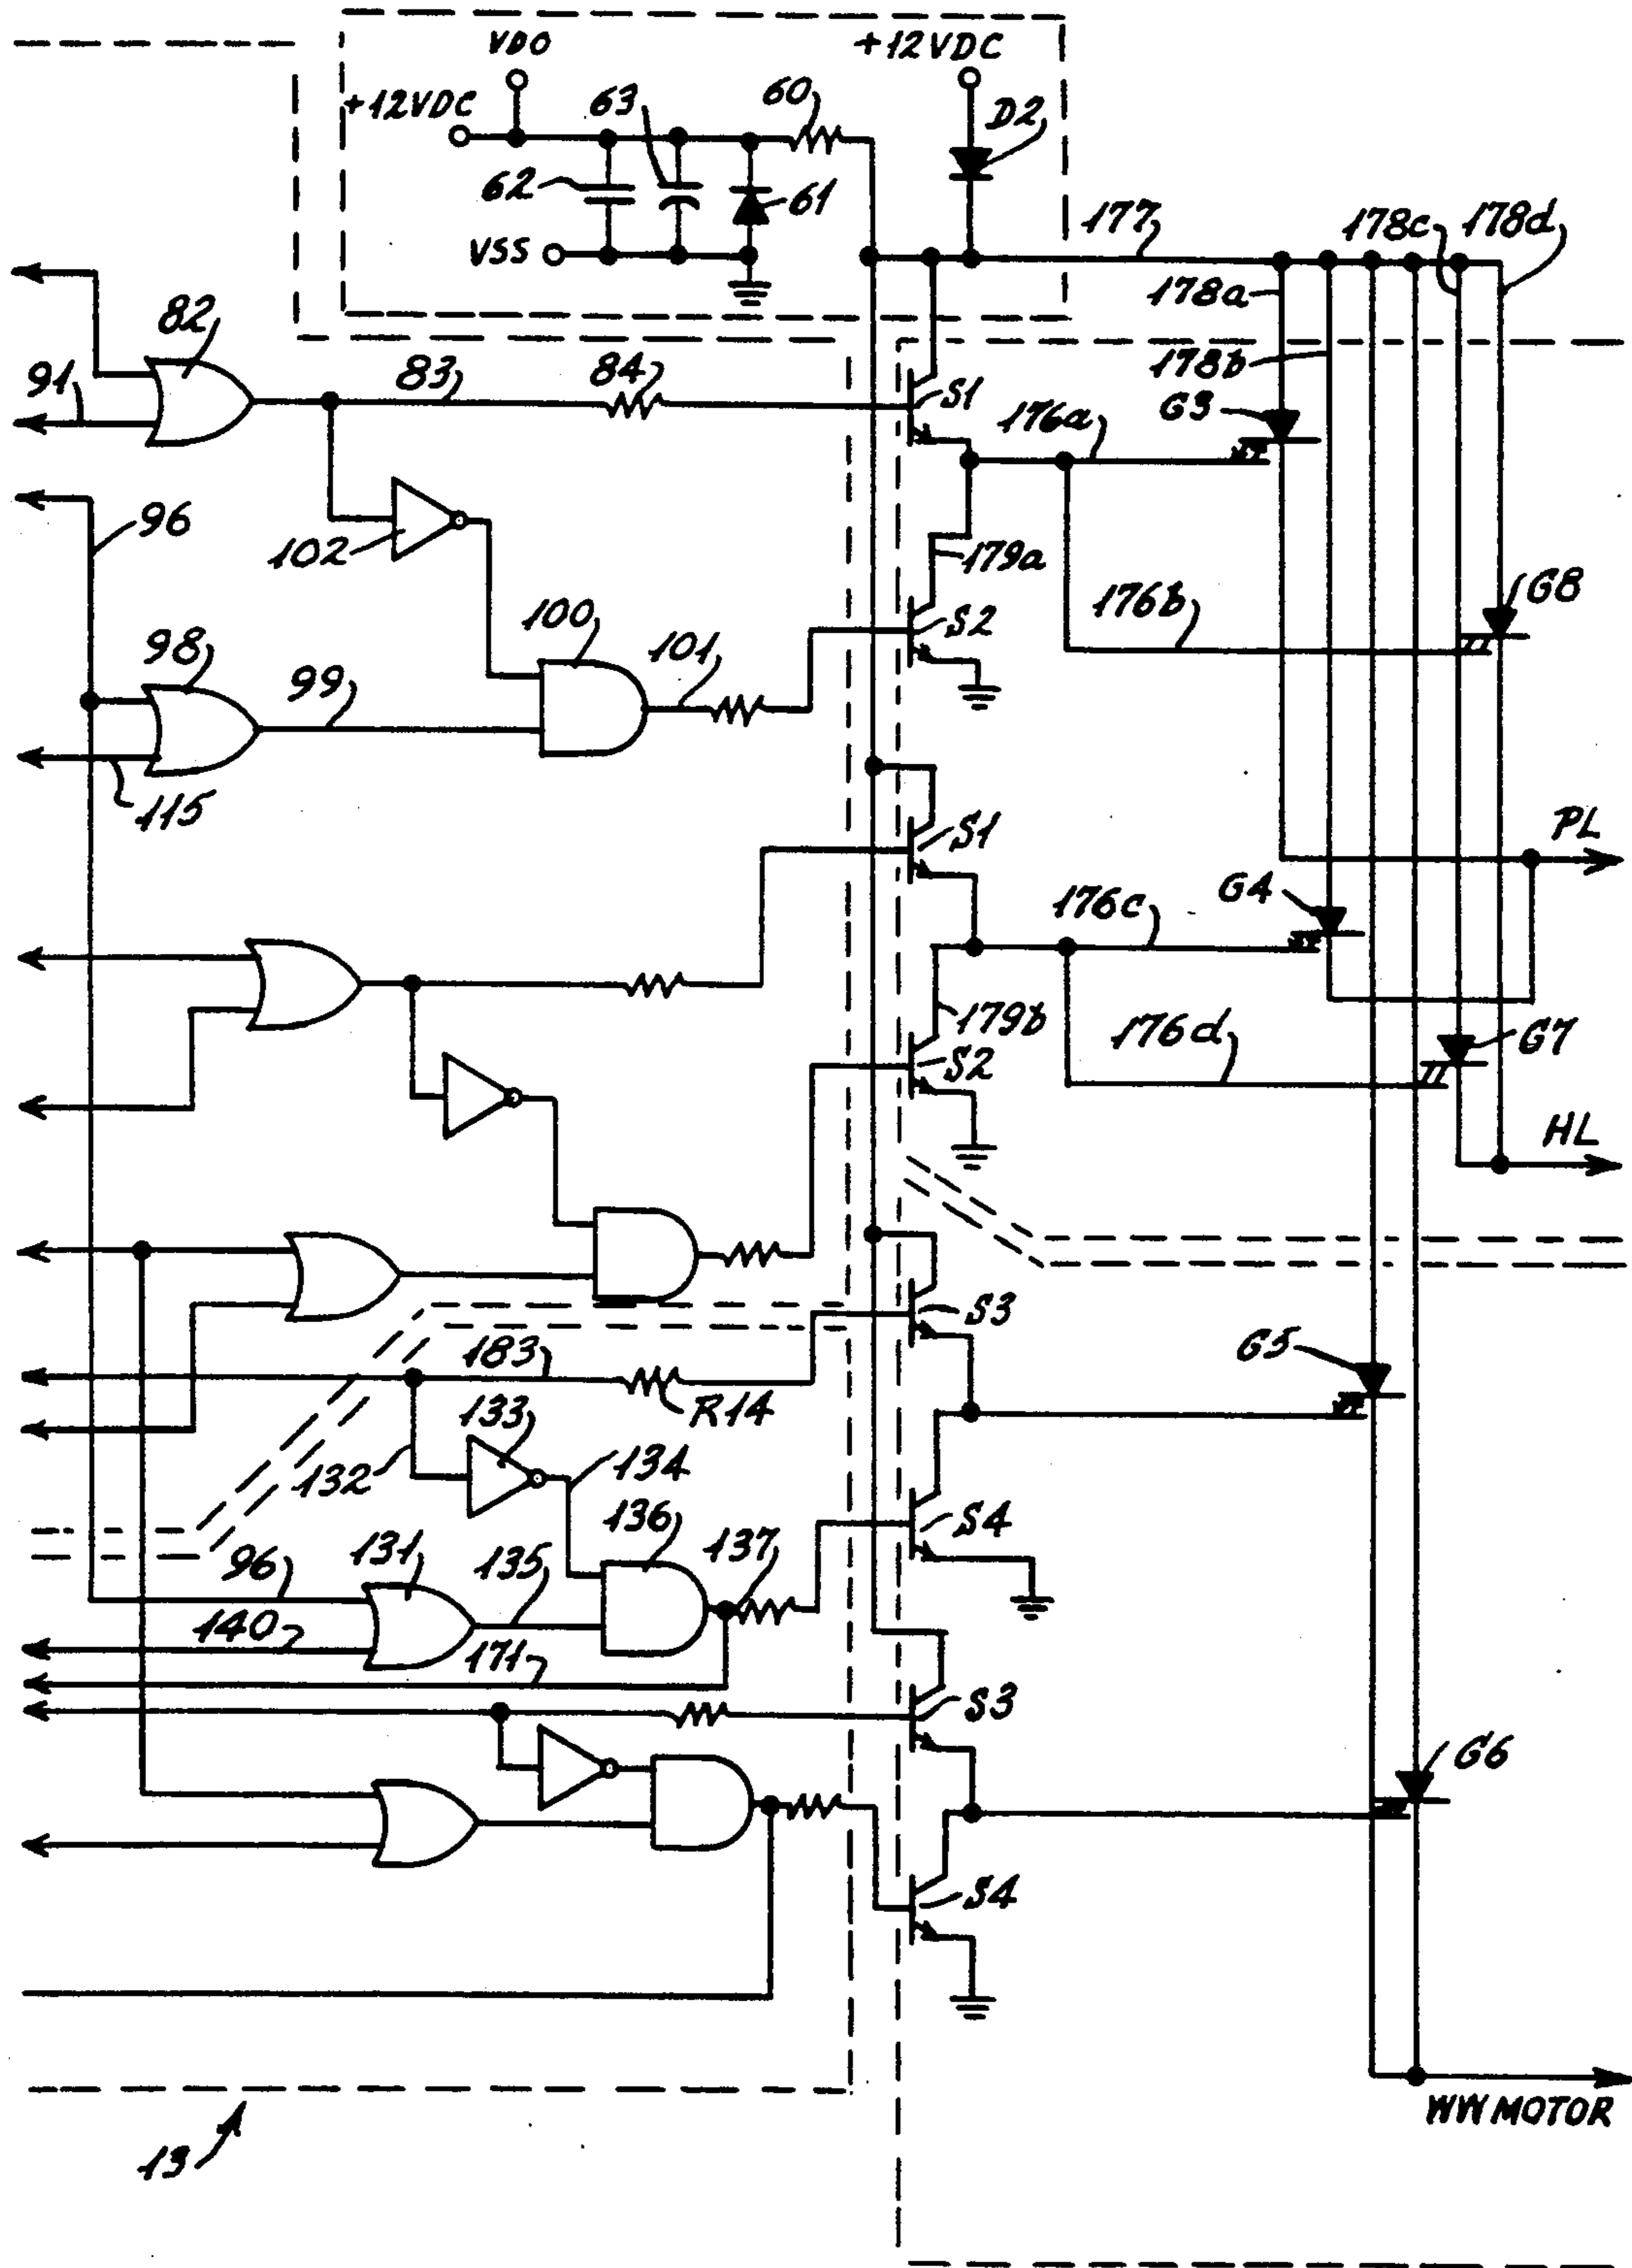 VDO
+12VDC
+12VDC
63
60
D2
62
61
VSS
177
178c
178d
178a
82
178b
91
83
84
S1
G3
176a
96
102
179a
G8
100
S2
176b
98
101
99
115
S1
PL
G4
176c
179b
176d
G7
S2
HL
S3
183
G5
R14
133
132
134
136
S4
96
131
135
137
140
171
S3
G6
S4
WW MOTOR
13